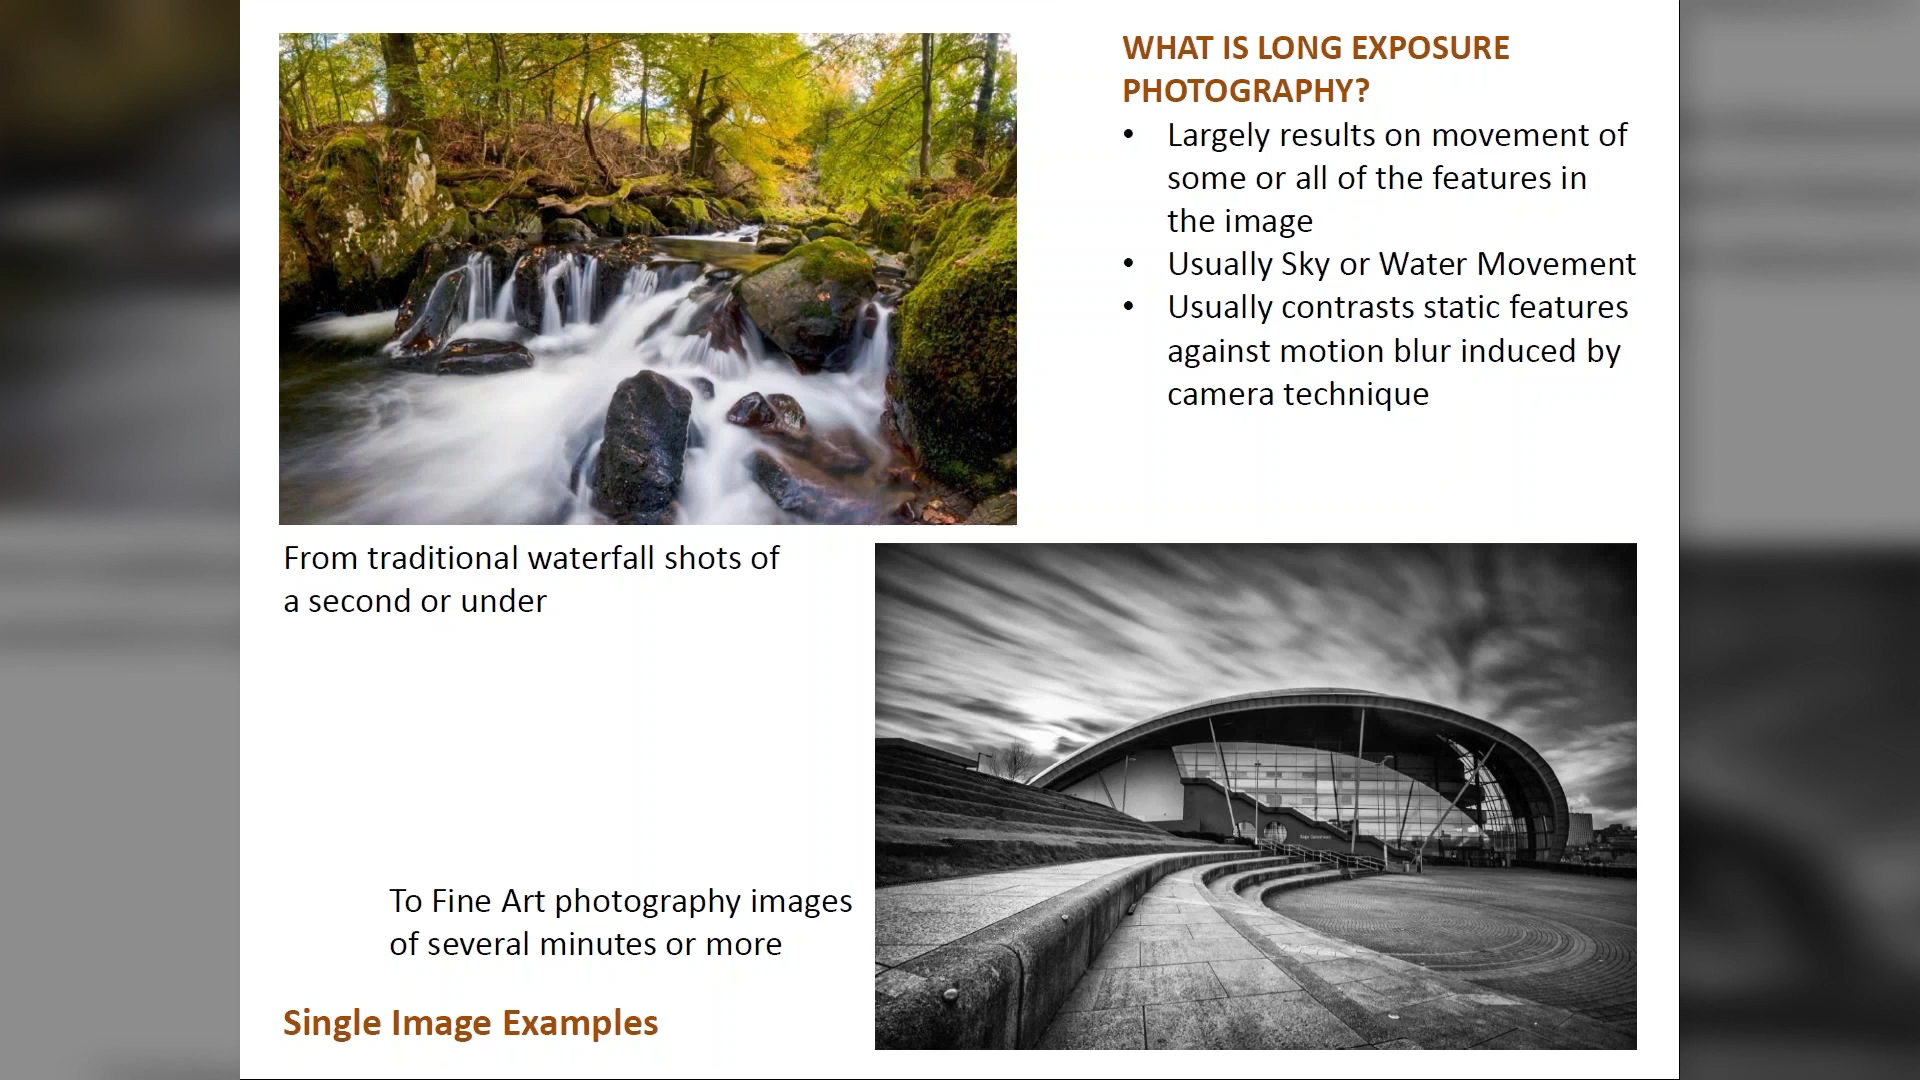 WHAT IS LONG EXPOSURE
PHOTOGRAPHY?
• Largely results on movement of
some or all of the features in
the image
• Usually Sky or Water Movement
• Usually contrasts static features
against motion blur induced by
camera technique
From traditional waterfall shots of
a second or under
To Fine Art photography images
of several minutes or more
Single Image Examples